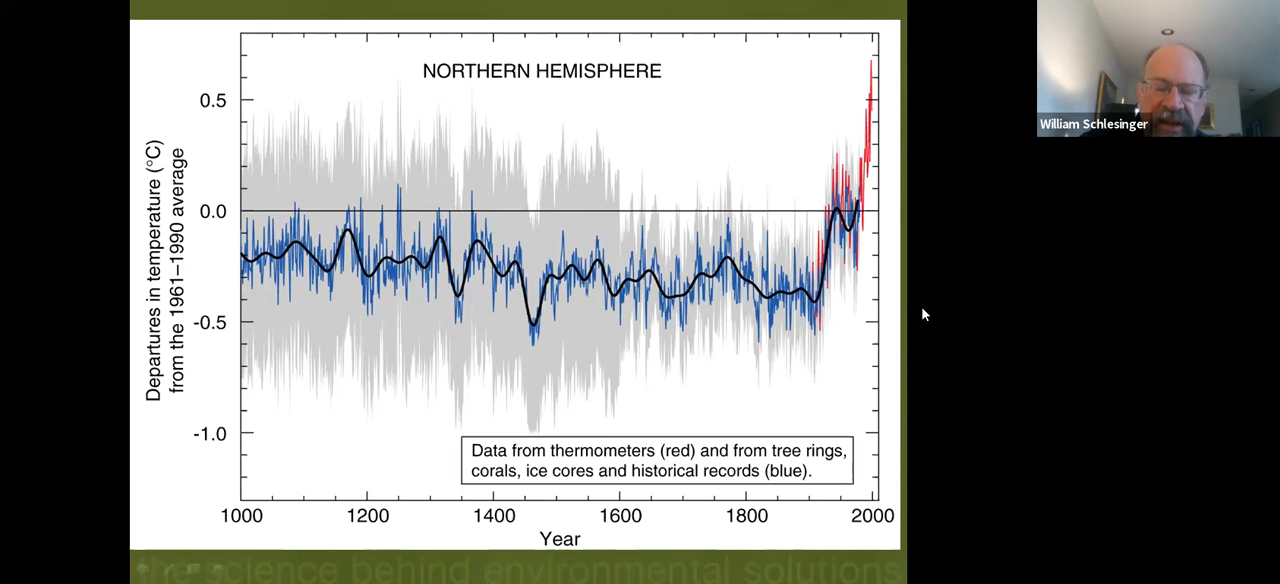 NORTHERN HEMISPHERE
0.5
0.0
-0.5
-1.0
Departures in temperature (°C)
from the 1961–1990 average
Data from thermometers (red) and from tree rings,
corals, ice cores and historical records (blue).
1000 1200 1400 1600 1800 2000
Year
the science behind environmental solutions
William Schlesinger